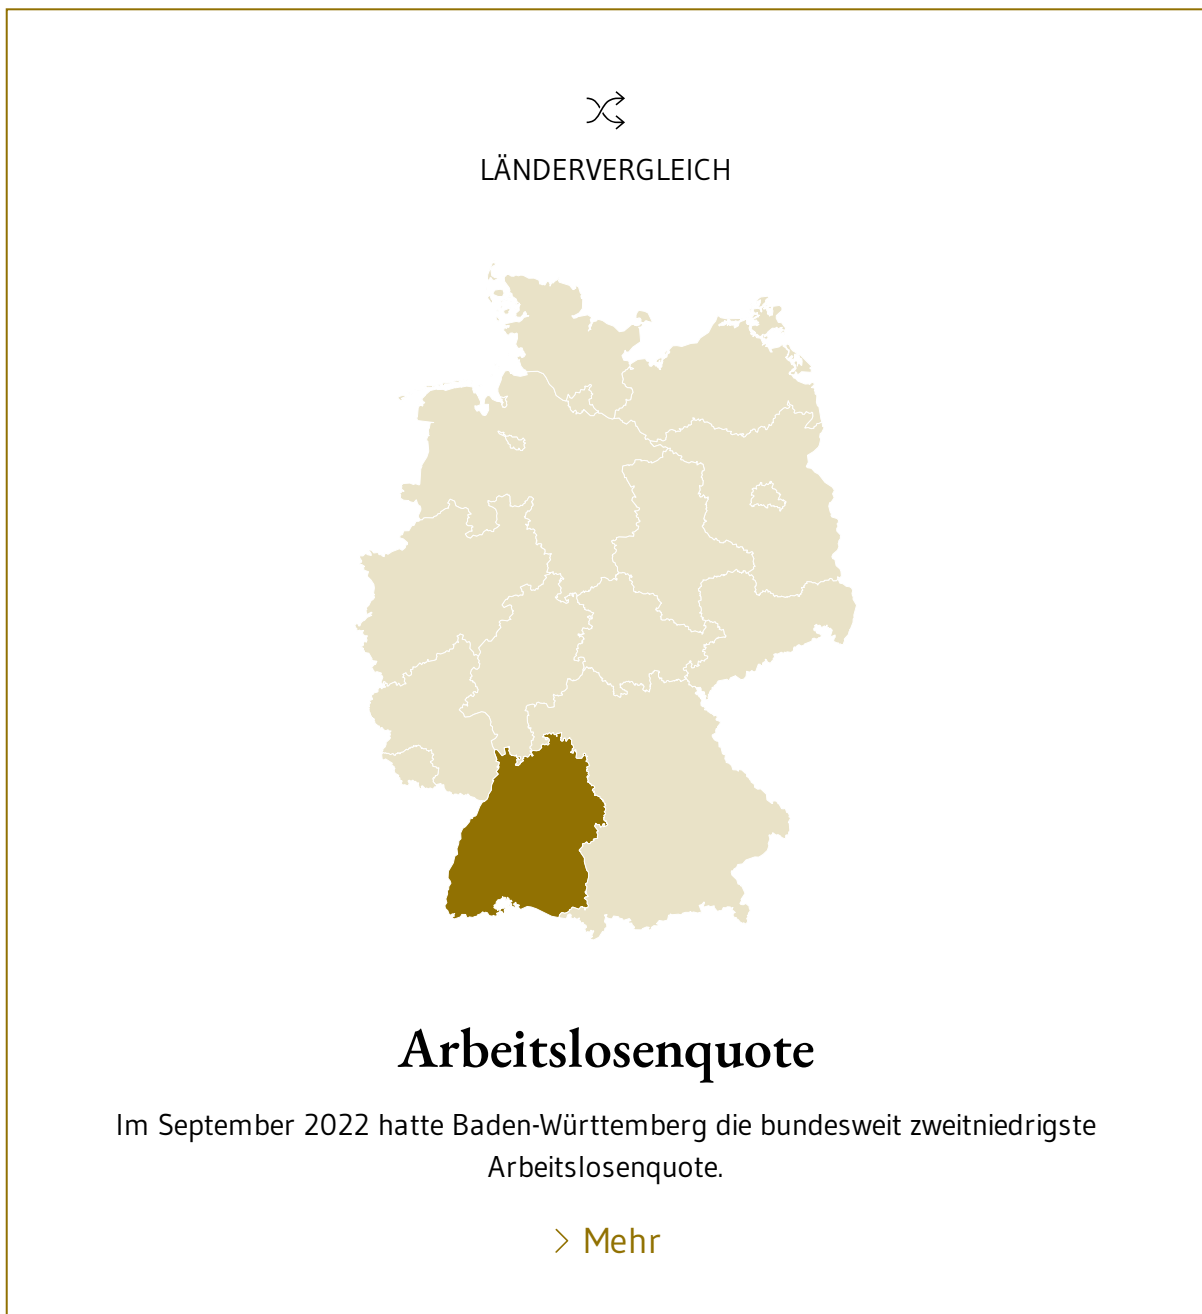 LÄNDERVERGLEICH
Arbeitslosenquote
Im September 2022 hatte Baden-Württemberg die bundesweit zweitniedrigste
Arbeitslosenquote.
Mehr